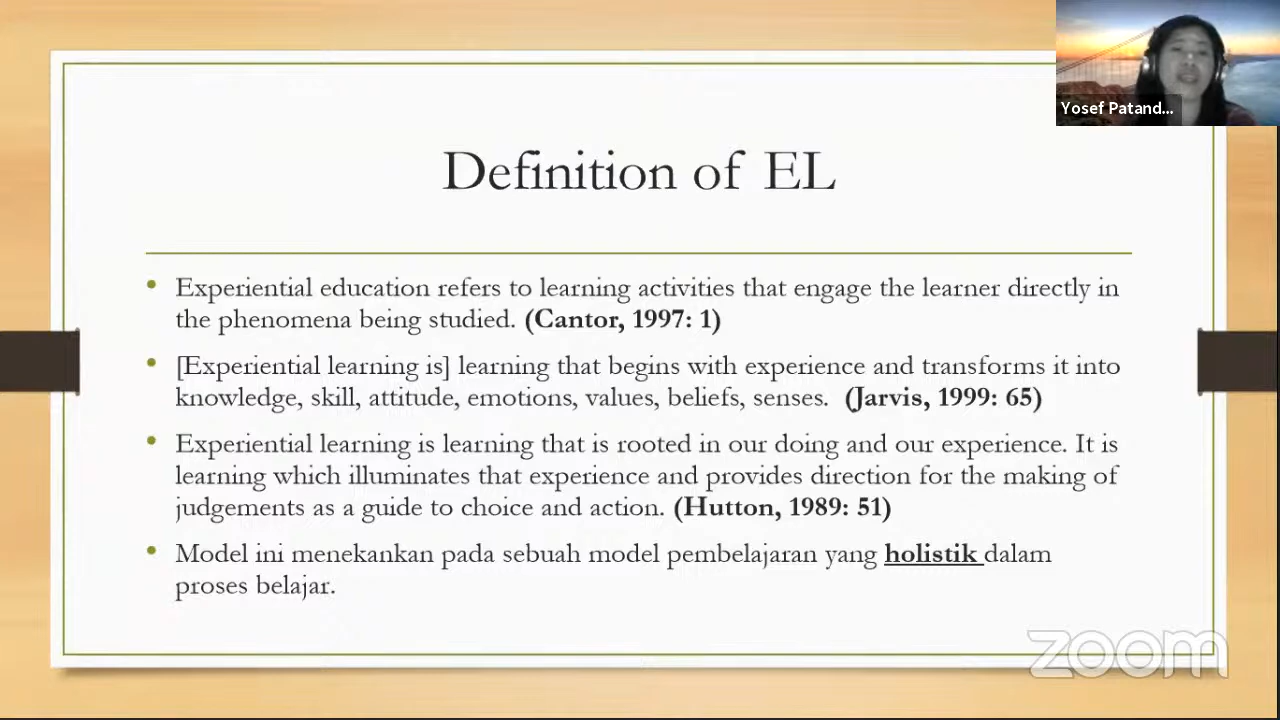 Yosef Patand...
Definition of EL
• Experiential education refers to learning activities that engage the learner directly in
the phenomena being studied. (Cantor, 1997: 1)
• [Experiential learning is] learning that begins with experience and transforms it into
knowledge, skill, attitude, emotions, values, beliefs, senses. (Jarvis, 1999: 65)
• Experiential learning is learning that is rooted in our doing and our experience. It is
learning which illuminates that experience and provides direction for the making of
judgements as a guide to choice and action. (Hutton, 1989: 51)
• Model ini menekankan pada sebuah model pembelajaran yang holistik dalam
proses belajar.
zoom